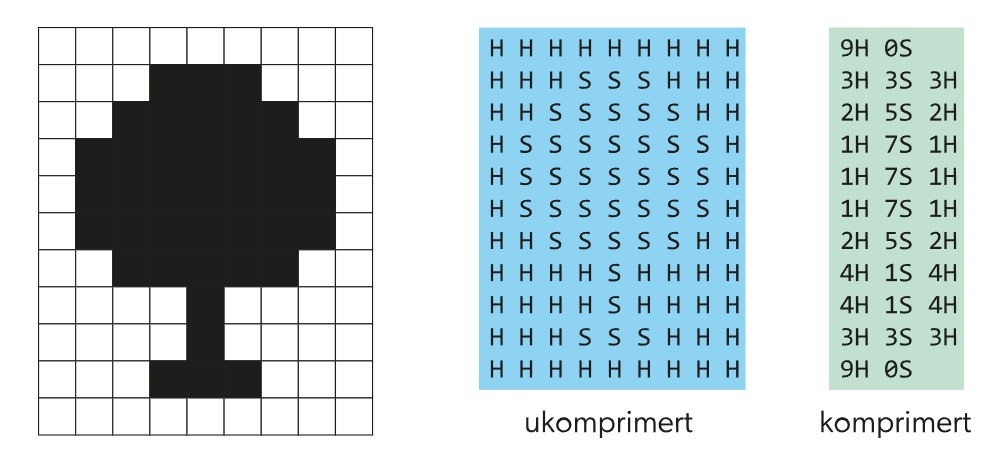 H H H H H H H H H
H H H S S S H H H
H H S S S S S H H
H S S S S S S S H
H S S S S S S S H
H S S S S S S S H
H H S S S S S H H
H H H H S H H H H
H H H H S H H H H
H H H S S S H H H
H H H H H H H H H
ukomprimert
9H 0S
3H 3S 3H
2H 5S 2H
1H 7S 1H
1H 7S 1H
1H 7S 1H
2H 5S 2H
4H 1S 4H
4H 1S 4H
3H 3S 3H
9H 0S
komprimert